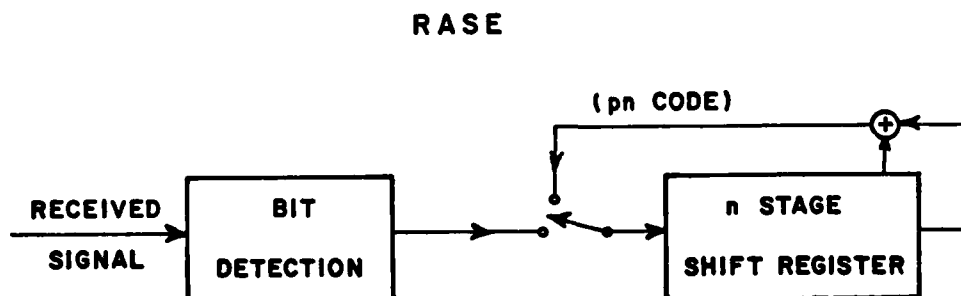 RASE
(pn CODE)
RECEIVED
SIGNAL
BIT
DETECTION
n STAGE
SHIFT REGISTER